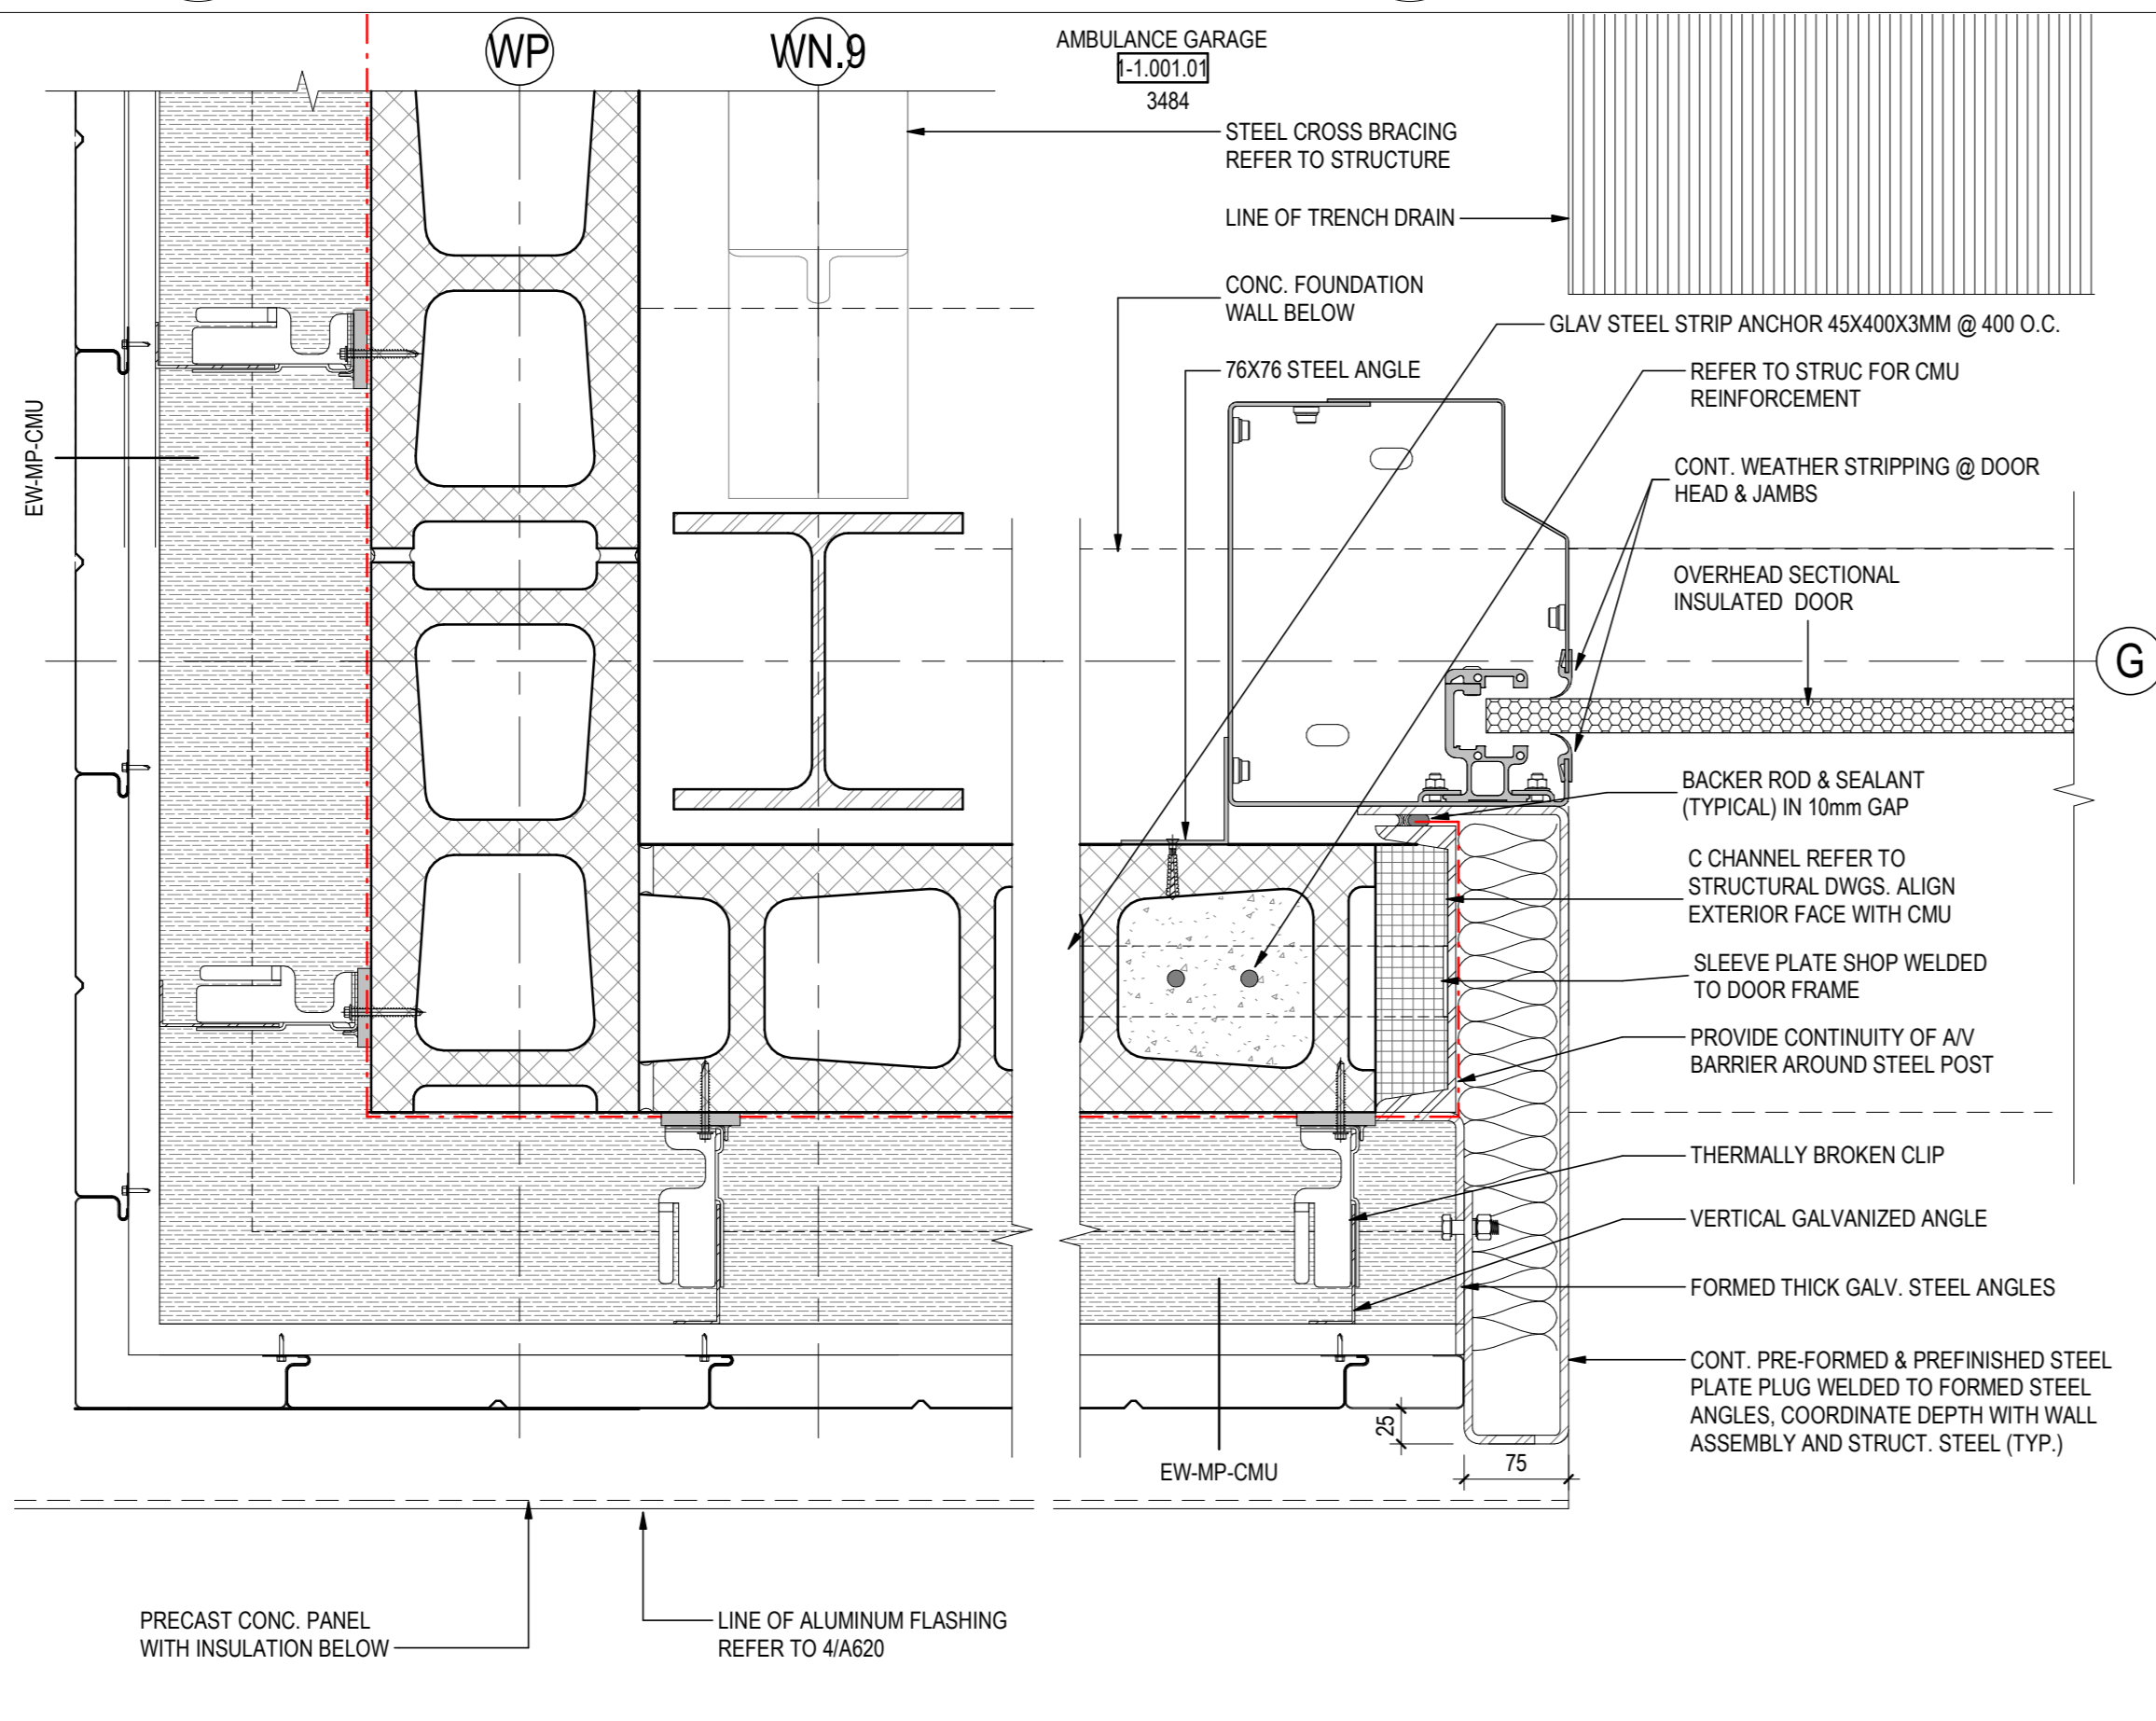 WP
WN.9
AMBULANCE GARAGE
1-1.001.01
3484
STEEL CROSS BRACING
REFER TO STRUCTURE
LINE OF TRENCH DRAIN
CONC. FOUNDATION
WALL BELOW
GLAV STEEL STRIP ANCHOR 45X400X3MM @ 400 O.C.
76X76 STEEL ANGLE
REFER TO STRUC FOR CMU
REINFORCEMENT
EW-MP-CMU
CONT. WEATHER STRIPPING @ DOOR
HEAD & JAMBS
OVERHEAD SECTIONAL
INSULATED DOOR
G
BACKER ROD & SEALANT
(TYPICAL) IN 10mm GAP
C CHANNEL REFER TO
STRUCTURAL DWGS. ALIGN
EXTERIOR FACE WITH CMU
SLEEVE PLATE SHOP WELDED
TO DOOR FRAME
PROVIDE CONTINUITY OF A/V
BARRIER AROUND STEEL POST
THERMALLY BROKEN CLIP
VERTICAL GALVANIZED ANGLE
FORMED THICK GALV. STEEL ANGLES
CONT. PRE-FORMED & PREFINISHED STEEL
PLATE PLUG WELDED TO FORMED STEEL
ANGLES, COORDINATE DEPTH WITH WALL
ASSEMBLY AND STRUCT. STEEL (TYP.)
25
75
EW-MP-CMU
PRECAST CONC. PANEL
WITH INSULATION BELOW
LINE OF ALUMINUM FLASHING
REFER TO 4/A620